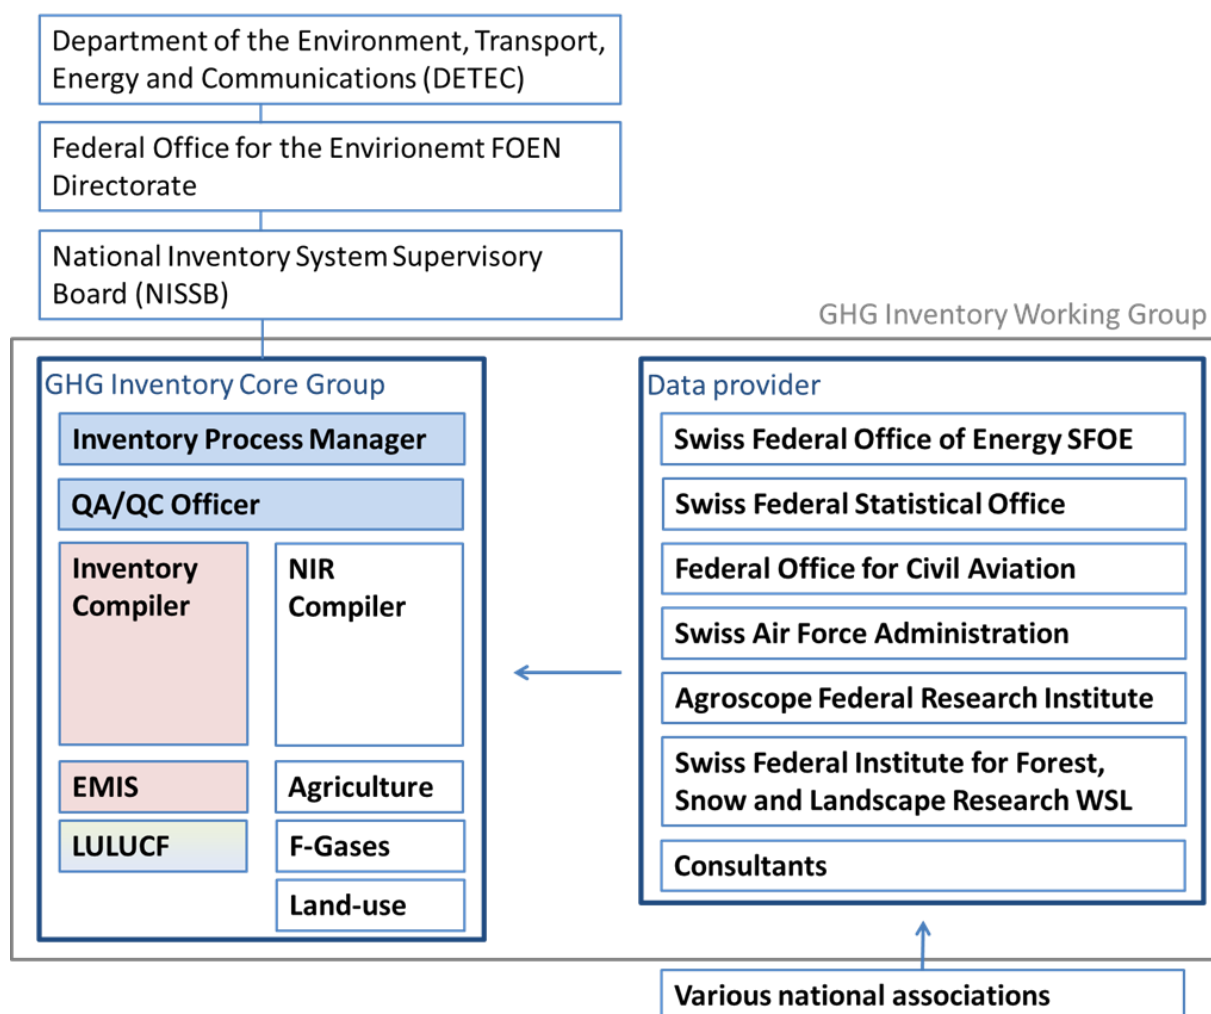 Department of the Environment, Transport,
Energy and Communications (DETEC)
Federal Office for the Envirionemt FOEN
Directorate
National Inventory System Supervisory
Board (NISSB)
GHG Inventory Working Group
GHG Inventory Core Group
Inventory Process Manager
QA/QC Officer
Inventory
Compiler
NIR
Compiler
EMIS
Agriculture
LULUCF
F-Gases
Land-use
Data provider
Swiss Federal Office of Energy SFOE
Swiss Federal Statistical Office
Federal Office for Civil Aviation
Swiss Air Force Administration
Agroscope Federal Research Institute
Swiss Federal Institute for Forest,
Snow and Landscape Research WSL
Consultants
Various national associations